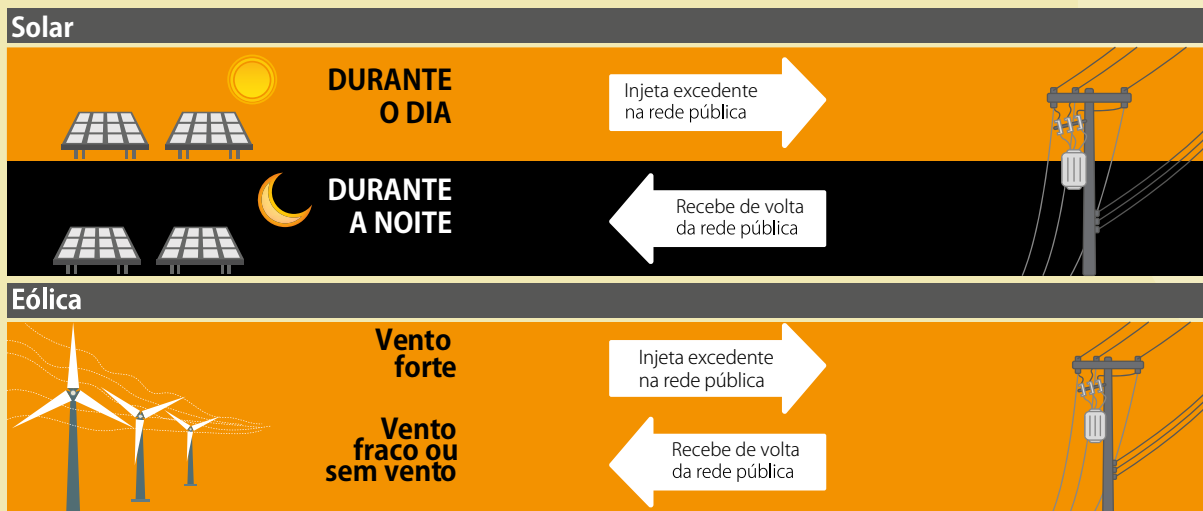 Solar
DURANTE
O DIA
Injeta excedente
na rede pública
DURANTE
A NOITE
Recebe de volta
da rede pública
Eólica
Vento
forte
Injeta excedente
na rede pública
Vento
fraco ou
sem vento
Recebe de volta
da rede pública